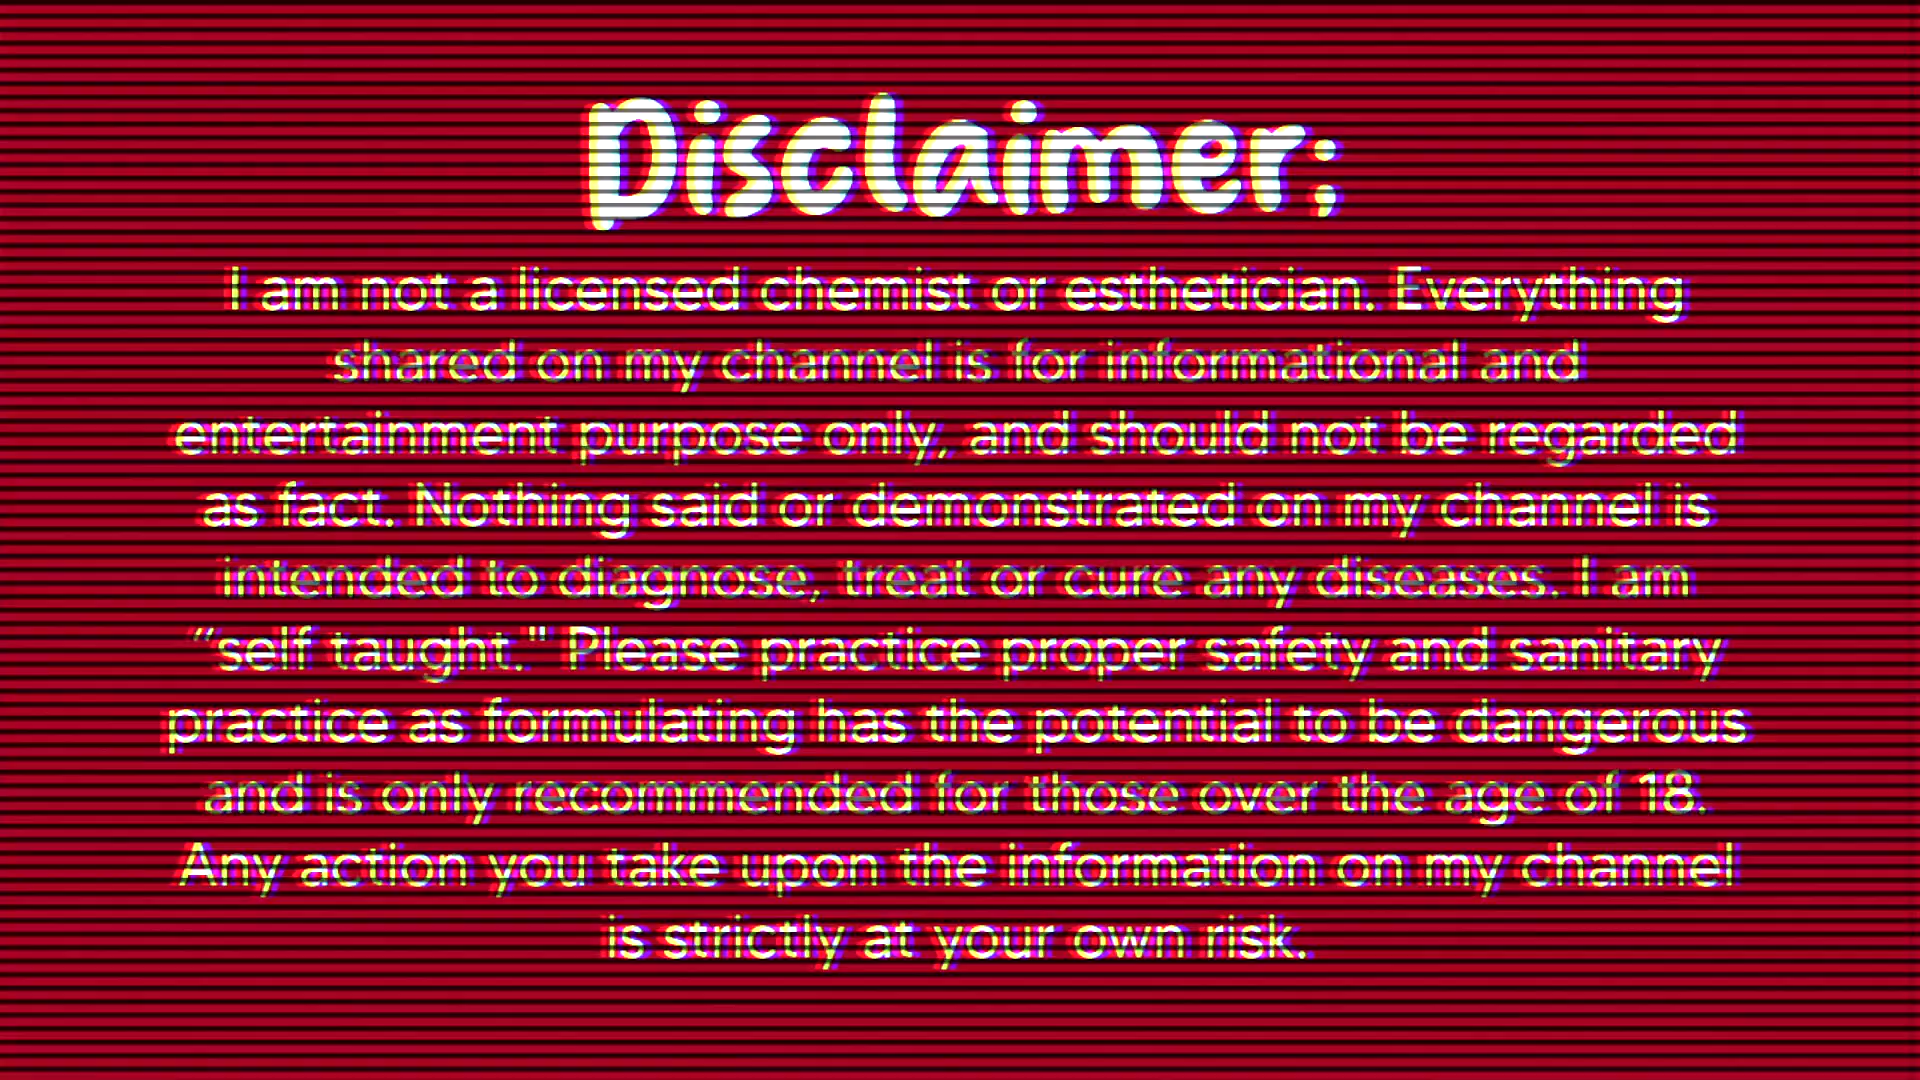 Disclaimer;
I am not a licensed chemist or esthetician. Everything
shared on my channel is for informational and
entertainment purpose only, and should not be regarded
as fact. Nothing said or demonstrated on my channel is
intended to diagnose, treat or cure any diseases. I am
"“self taught." Please practice proper safety and sanitary
practice as formulating has the potential to be dangerous
and is only recommended for those over the age of 18.
Any action you take upon the information on my channel
is strictly at your own risk.